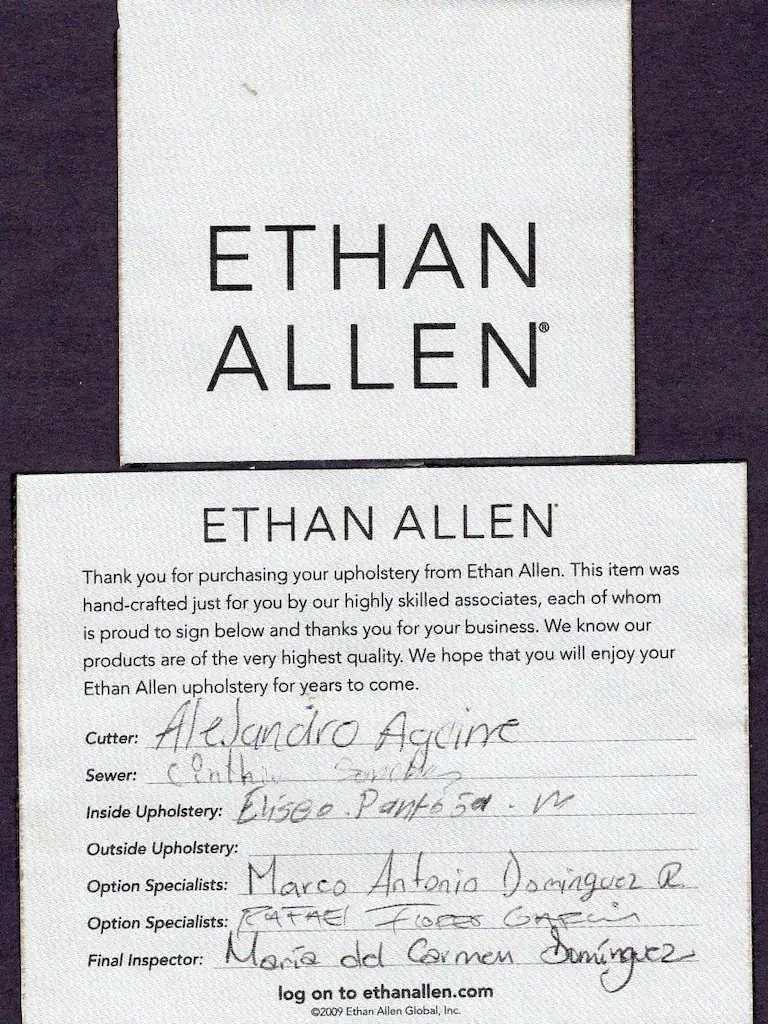 ETHAN
ALLEN®
ETHAN ALLEN®
Thank you for purchasing your upholstery from Ethan Allen. This item was
hand-crafted just for you by our highly skilled associates, each of whom
is proud to sign below and thanks you for your business. We know our
products are of the very highest quality. We hope that you will enjoy your
Ethan Allen upholstery for years to come.
Cutter: Alejandro Aguirre
Sewer: Cinthia Sanchez
Inside Upholstery: Eliseo. Pantoja. M
Outside Upholstery:
Option Specialists: Marco Antonio Dominguez R.
Option Specialists: RAFAEl Flores GARCIA
Final Inspector: María del Carmen Domínguez
log on to ethanallen.com
©2009 Ethan Allen Global, Inc.